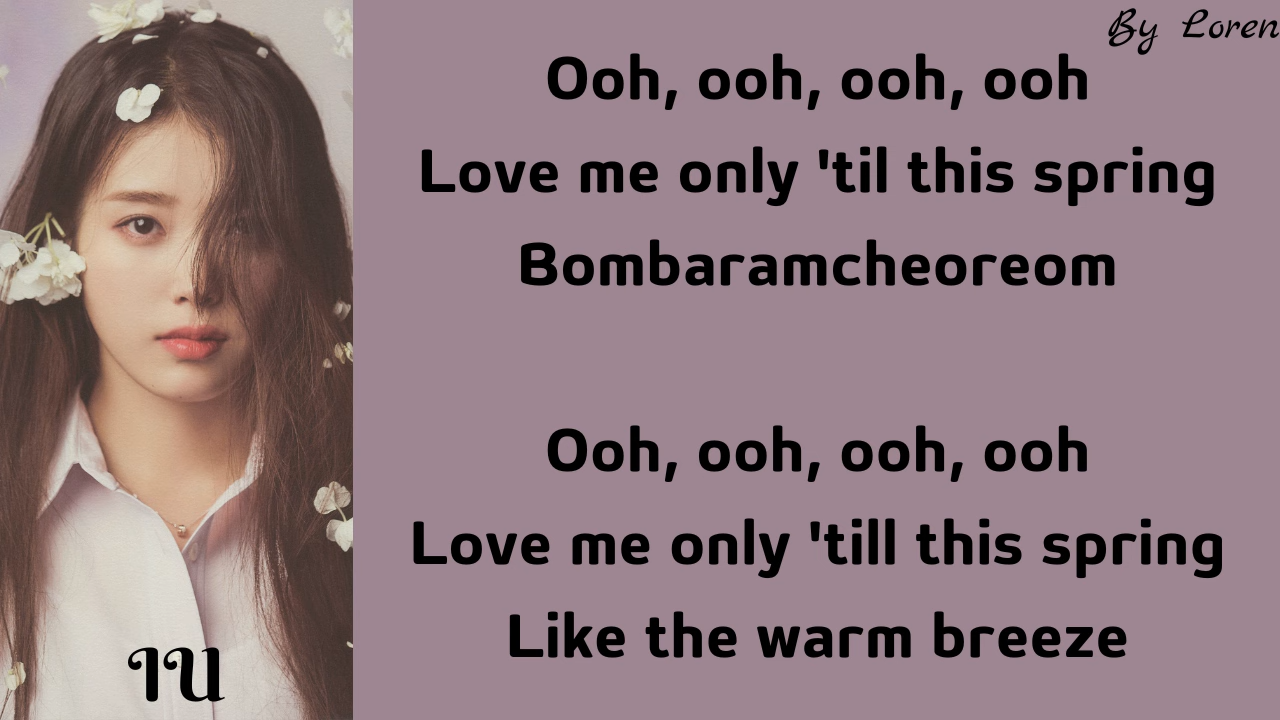 By Loren
Ooh, ooh, ooh, ooh
Love me only 'til this spring
Bombaramcheoreom
Ooh, ooh, ooh, ooh
Love me only 'till this spring
Like the warm breeze
IU